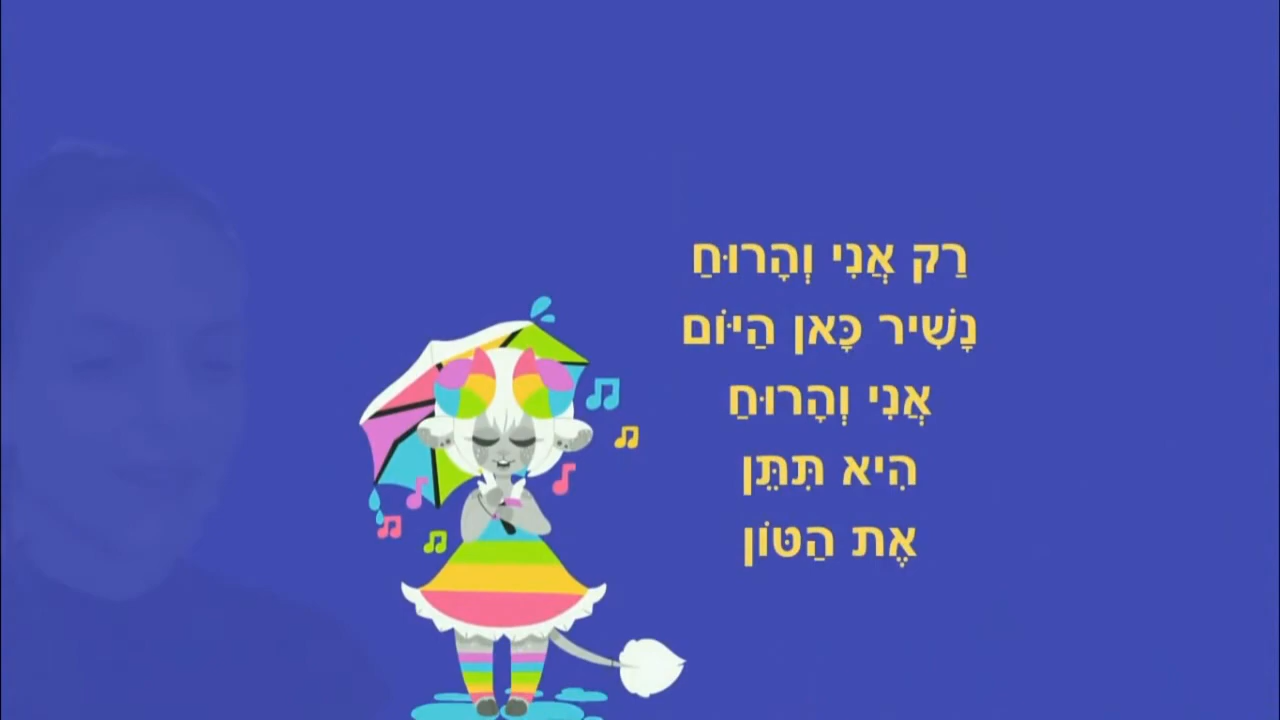 רַק אֲנִי וְהָרוּחַ
נָשִׁיר כָּאן הַיּוֹם
אֲנִי וְהָרוּחַ
הִיא תִּתֵּן
אֶת הַטּוֹן